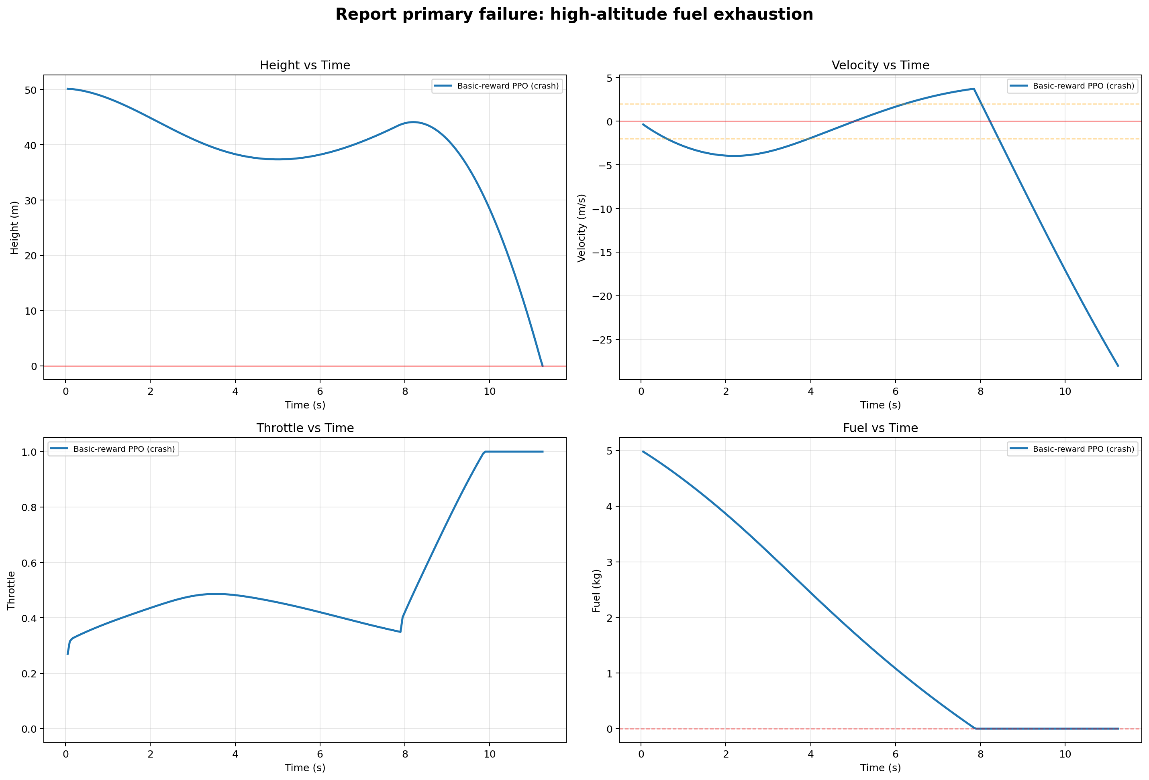 Report primary failure: high-altitude fuel exhaustion
Height vs Time
Basic-reward PPO (crash)
Height (m)
50
40
30
20
10
0
0 2 4 6 8 10
Time (s)
Velocity vs Time
Basic-reward PPO (crash)
Velocity (m/s)
5
0
−5
−10
−15
−20
−25
0 2 4 6 8 10
Time (s)
Throttle vs Time
Basic-reward PPO (crash)
Throttle
1.0
0.8
0.6
0.4
0.2
0.0
0 2 4 6 8 10
Time (s)
Fuel vs Time
Basic-reward PPO (crash)
Fuel (kg)
5
4
3
2
1
0
0 2 4 6 8 10
Time (s)